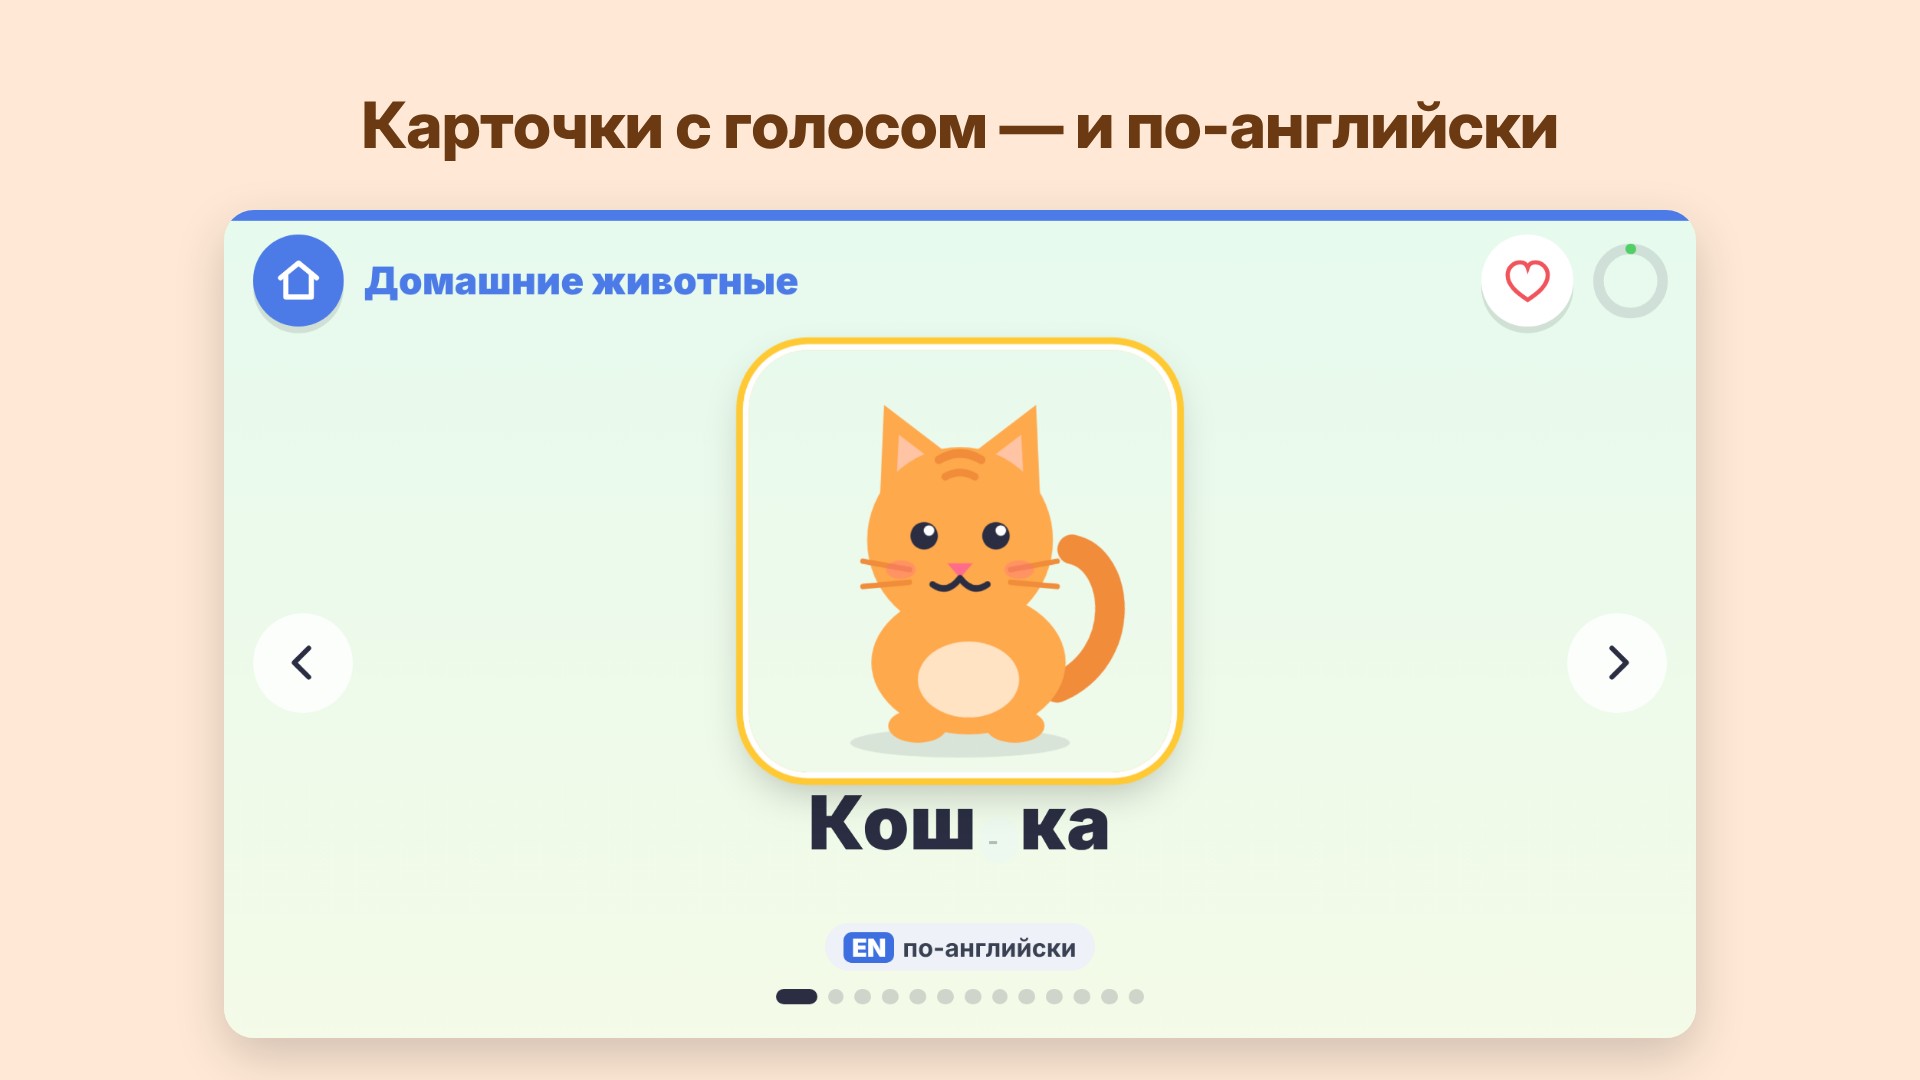 Карточки с голосом — и по-английски
Домашние животные
Кош - ка
EN по-английски